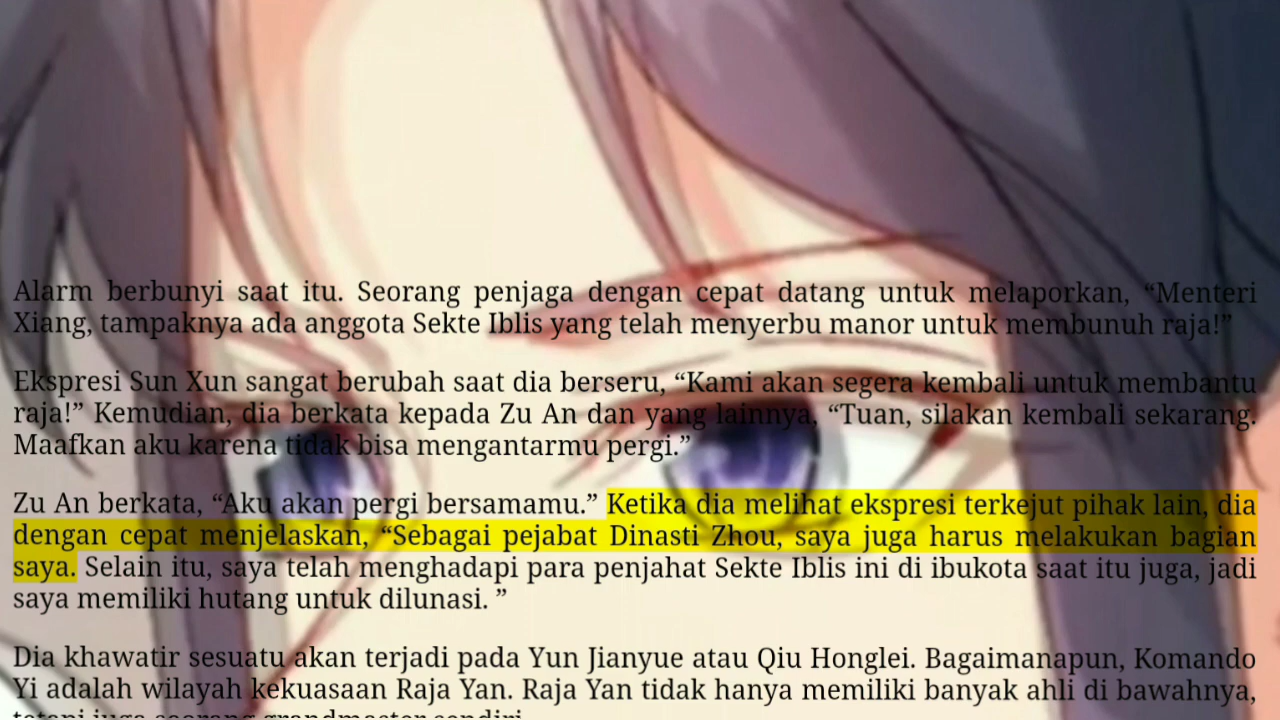 Alarm berbunyi saat itu. Seorang penjaga dengan cepat datang untuk melaporkan, “Menteri
Xiang, tampaknya ada anggota Sekte Iblis yang telah menyerbu manor untuk membunuh raja!”
Ekspresi Sun Xun sangat berubah saat dia berseru, “Kami akan segera kembali untuk membantu
raja!” Kemudian, dia berkata kepada Zu An dan yang lainnya, “Tuan, silakan kembali sekarang.
Maafkan aku karena tidak bisa mengantarmu pergi.”
Zu An berkata, “Aku akan pergi bersamamu.” Ketika dia melihat ekspresi terkejut pihak lain, dia
dengan cepat menjelaskan, “Sebagai pejabat Dinasti Zhou, saya juga harus melakukan bagian
saya. Selain itu, saya telah menghadapi para penjahat Sekte Iblis ini di ibukota saat itu juga, jadi
saya memiliki hutang untuk dilunasi. ”
Dia khawatir sesuatu akan terjadi pada Yun Jianyue atau Qiu Honglei. Bagaimanapun, Komando
Yi adalah wilayah kekuasaan Raja Yan. Raja Yan tidak hanya memiliki banyak ahli di bawahnya,
tetapi juga seorang grandmaster sendiri.